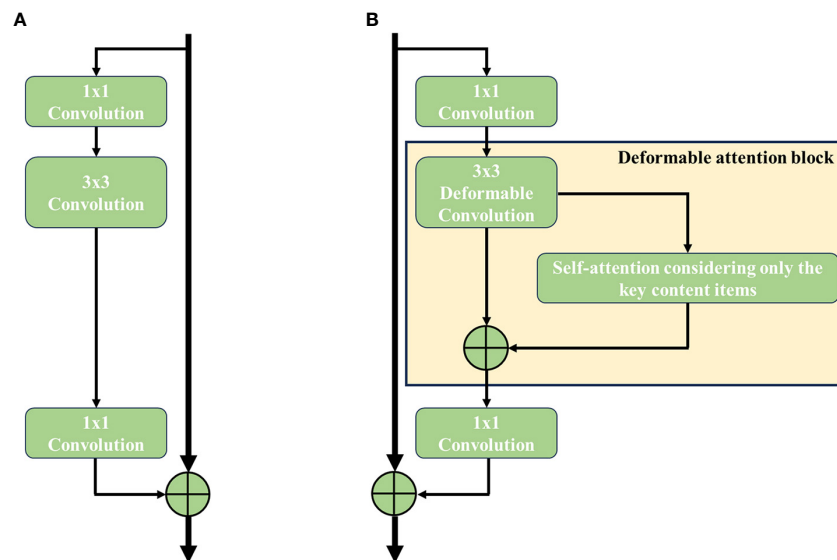 A
1x1
Convolution
3x3
Convolution
1x1
Convolution
B
1x1
Convolution
Deformable attention block
3x3
Deformable
Convolution
Self-attention considering only the
key content items
1x1
Convolution